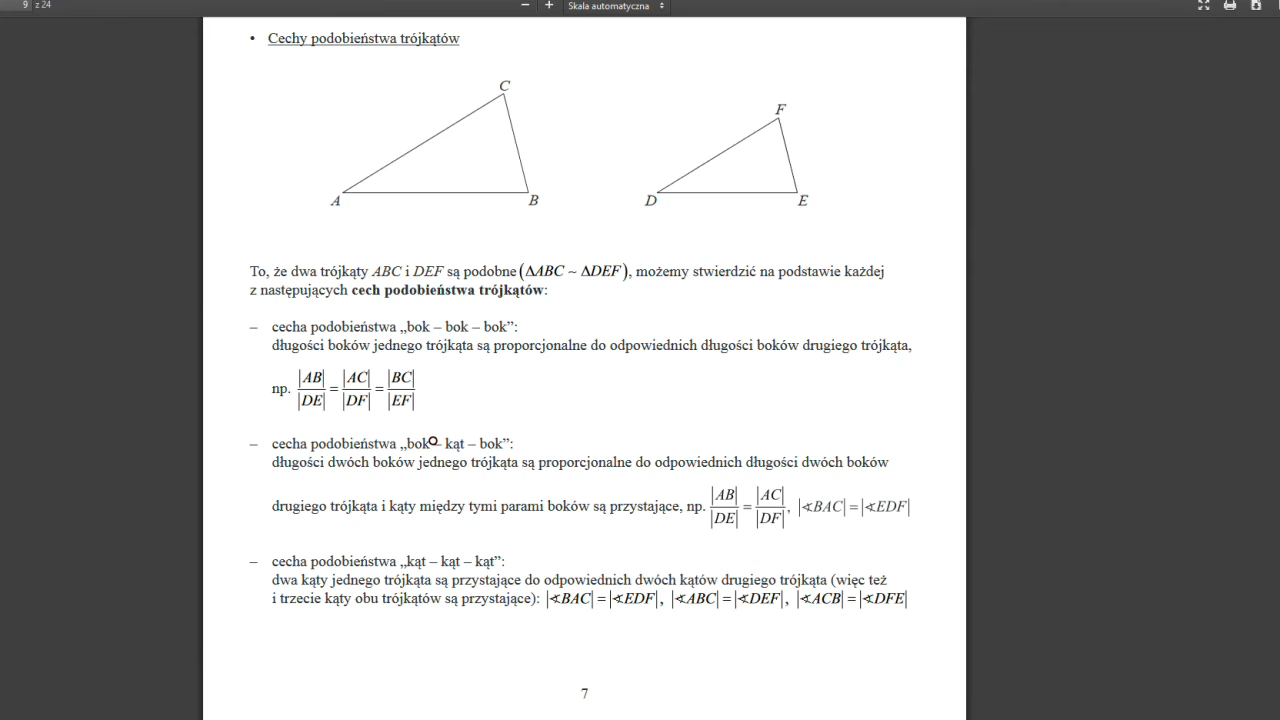 9 z 24
Skala automatyczna
• Cechy podobieństwa trójkątów
C
F
A
B
D
E
To, że dwa trójkąty ABC i DEF są podobne (∆ABC ~ ∆DEF), możemy stwierdzić na podstawie każdej
z następujących cech podobieństwa trójkątów:
– cecha podobieństwa „bok – bok – bok”:
długości boków jednego trójkąta są proporcjonalne do odpowiednich długości boków drugiego trójkąta,
np. |AB|/|DE| = |AC|/|DF| = |BC|/|EF|
– cecha podobieństwa „bok – kąt – bok”:
długości dwóch boków jednego trójkąta są proporcjonalne do odpowiednich długości dwóch boków
drugiego trójkąta i kąty między tymi parami boków są przystające, np. |AB|/|DE| = |AC|/|DF|, |∢BAC| = |∢EDF|
– cecha podobieństwa „kąt – kąt – kąt”:
dwa kąty jednego trójkąta są przystające do odpowiednich dwóch kątów drugiego trójkąta (więc też
i trzecie kąty obu trójkątów są przystające): |∢BAC| = |∢EDF|, |∢ABC| = |∢DEF|, |∢ACB| = |∢DFE|
7